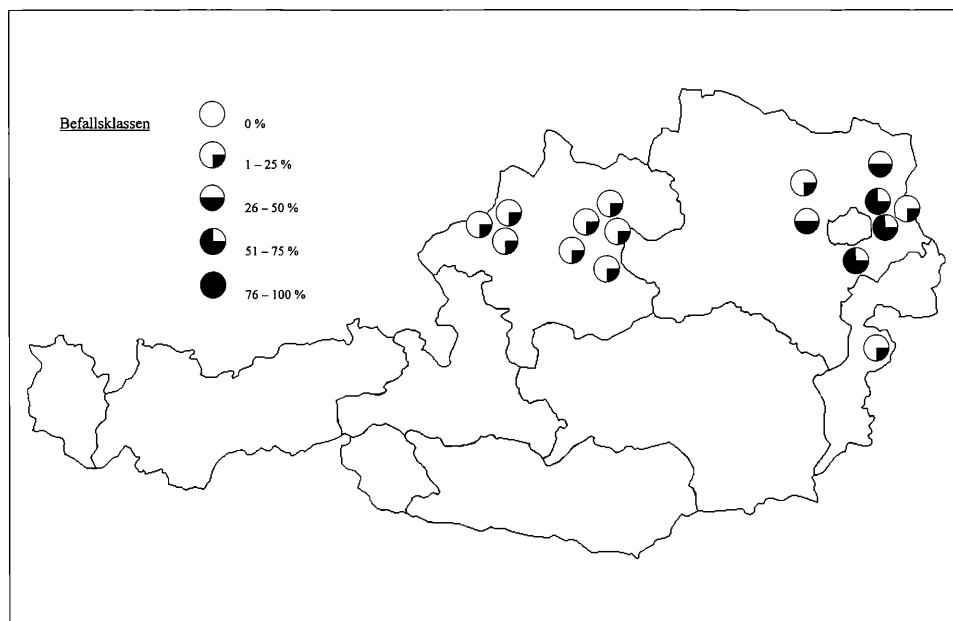 Befallsklassen
0 %
1 – 25 %
26 – 50 %
51 – 75 %
76 – 100 %